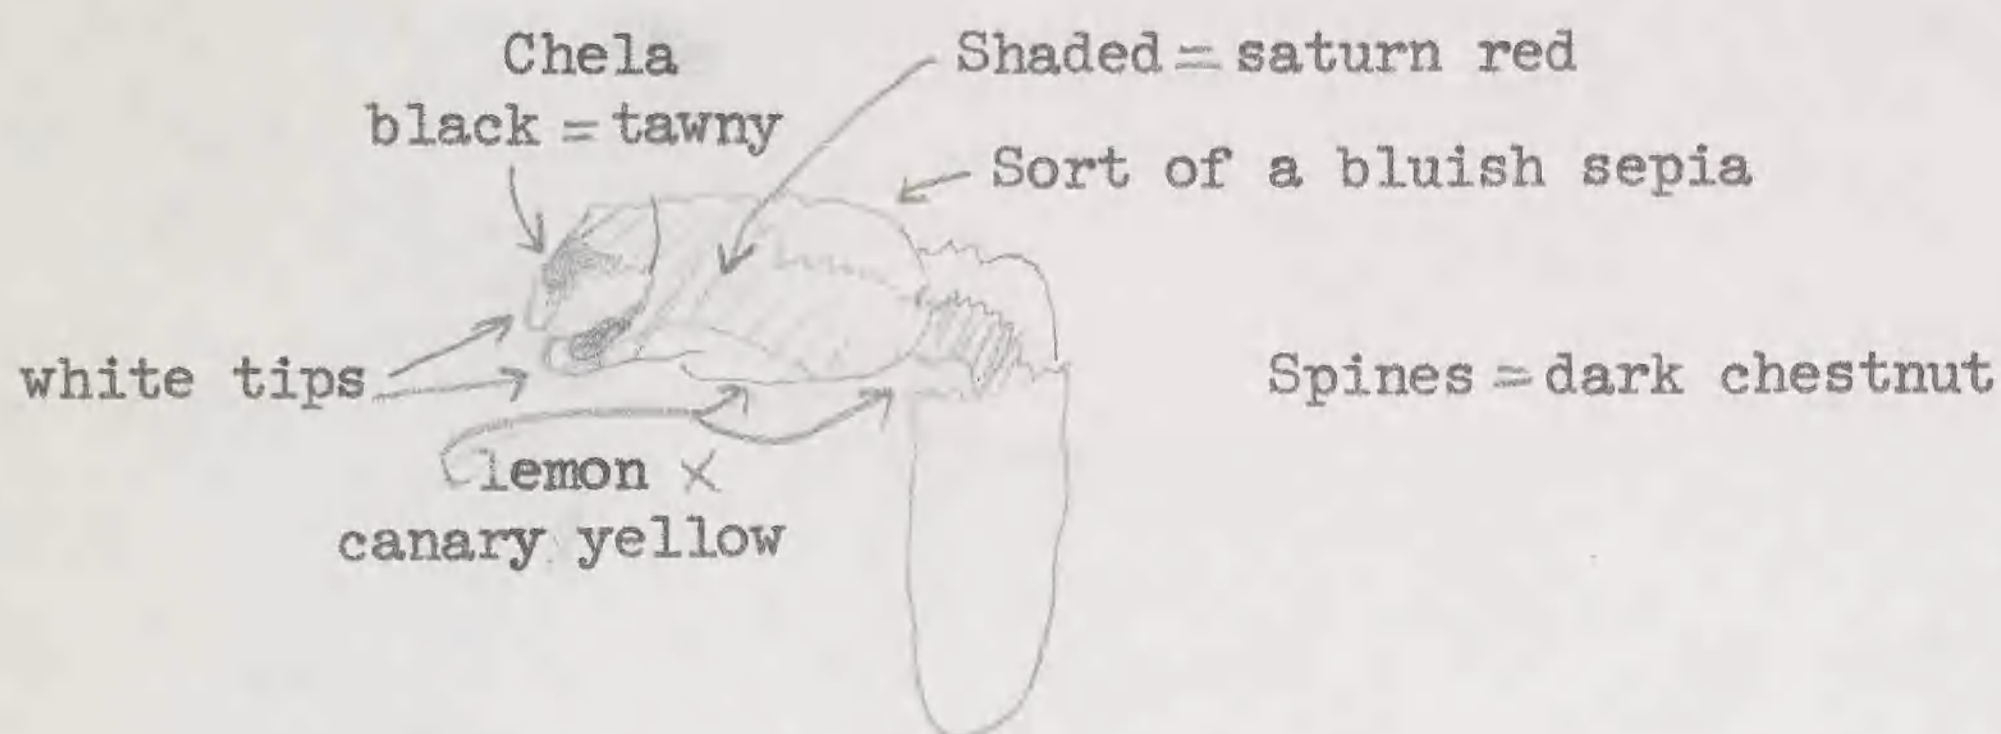 Chela
black = tawny
Shaded = saturn red
Sort of a bluish sepia
white tips
Spines = dark chestnut
lemon ×
canary yellow